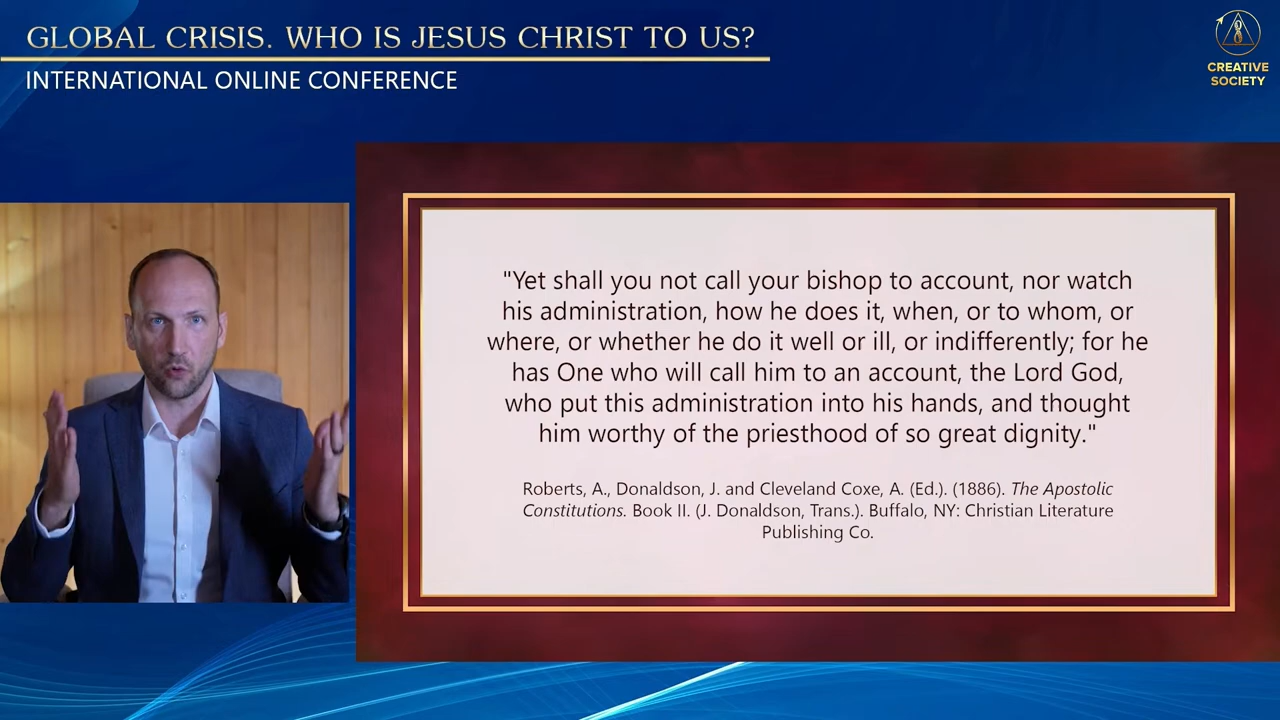 GLOBAL CRISIS. WHO IS JESUS CHRIST TO US?
INTERNATIONAL ONLINE CONFERENCE
CREATIVE
SOCIETY
"Yet shall you not call your bishop to account, nor watch
his administration, how he does it, when, or to whom, or
where, or whether he do it well or ill, or indifferently; for he
has One who will call him to an account, the Lord God,
who put this administration into his hands, and thought
him worthy of the priesthood of so great dignity."
Roberts, A., Donaldson, J. and Cleveland Coxe, A. (Ed.). (1886). The Apostolic
Constitutions. Book II. (J. Donaldson, Trans.). Buffalo, NY: Christian Literature
Publishing Co.